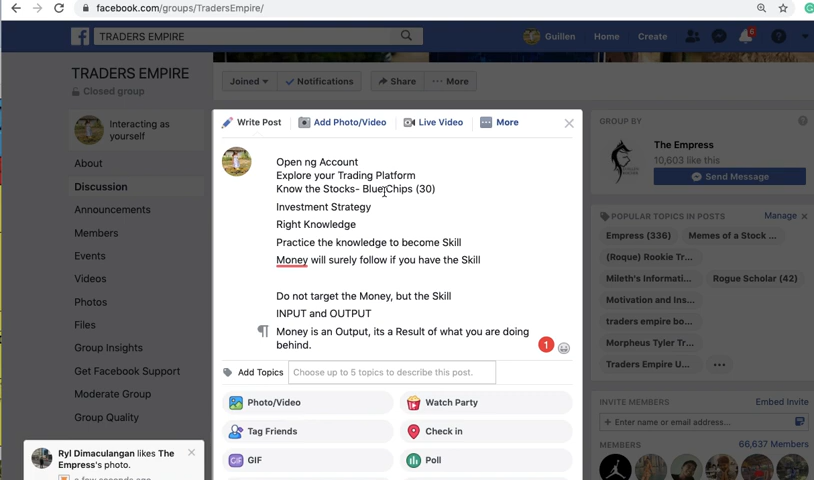 facebook.com/groups/TradersEmpire/
TRADERS EMPIRE
Guillen
Home
Create
6
?
TRADERS EMPIRE
Closed group
Joined
Notifications
Share
More
Interacting as
yourself
About
Discussion
Announcements
Members
Events
Videos
Photos
Files
Group Insights
Get Facebook Support
Moderate Group
Group Quality
Ryl Dimaculangan likes The
Empress's photo.
a few seconds ago
Write Post
Add Photo/Video
Live Video
More
Open ng Account
Explore your Trading Platform
Know the Stocks- BlueChips (30)
Investment Strategy
Right Knowledge
Practice the knowledge to become Skill
Money will surely follow if you have the Skill
Do not target the Money, but the Skill
INPUT and OUTPUT
¶ Money is an Output, its a Result of what you are doing
behind.
1
Add Topics
Choose up to 5 topics to describe this post.
Photo/Video
Watch Party
Tag Friends
Check in
GIF
GIF
Poll
GROUP BY
The Empress
10,603 like this
Send Message
POPULAR TOPICS IN POSTS
Manage
Empress (336)
Memes of a Stock ...
(Roque) Rookie Tr...
Mileth's Informati...
Rogue Scholar (42)
Motivation and Ins...
traders empire bo...
Morpheus Tyler Tr...
Traders Empire U...
INVITE MEMBERS
Embed Invite
+ Enter name or email address...
MEMBERS
66,637 Members